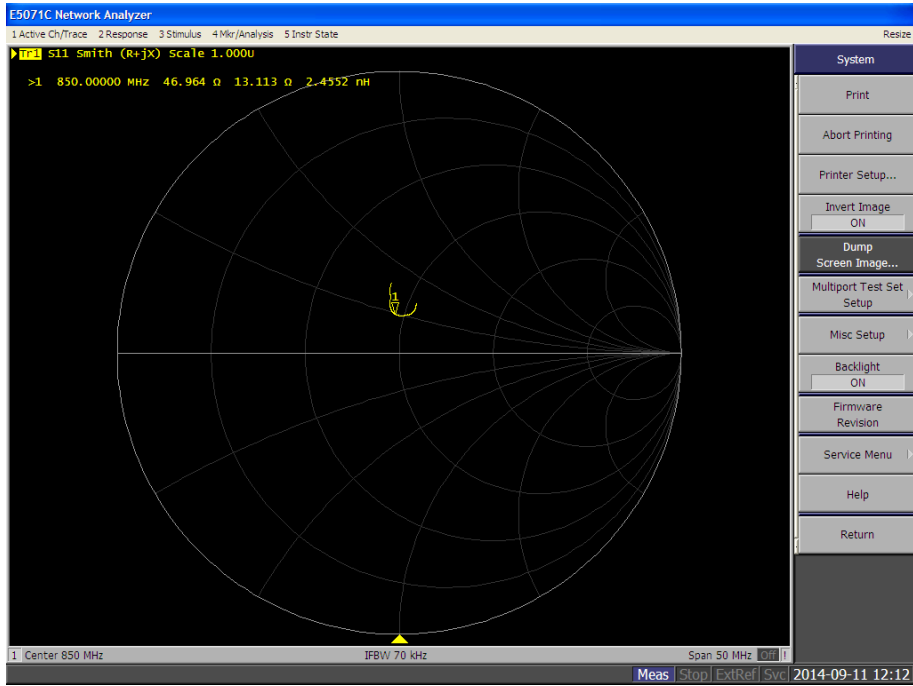 E5071C Network Analyzer
1 Active Ch/Trace 2 Response 3 Stimulus 4 Mkr/Analysis 5 Instr State
Resize
Tr1 S11 Smith (R+jX) Scale 1.000U
>1 850.00000 MHz 46.964 Ω 13.113 Ω 2.4552 nH
1
System
Print
Abort Printing
Printer Setup...
Invert Image
ON
Dump
Screen Image...
Multiport Test Set
Setup
Misc Setup
Backlight
ON
Firmware
Revision
Service Menu
Help
Return
1 Center 850 MHz
IFBW 70 kHz
Span 50 MHz Off !
Meas Stop ExtRef Svc 2014-09-11 12:12